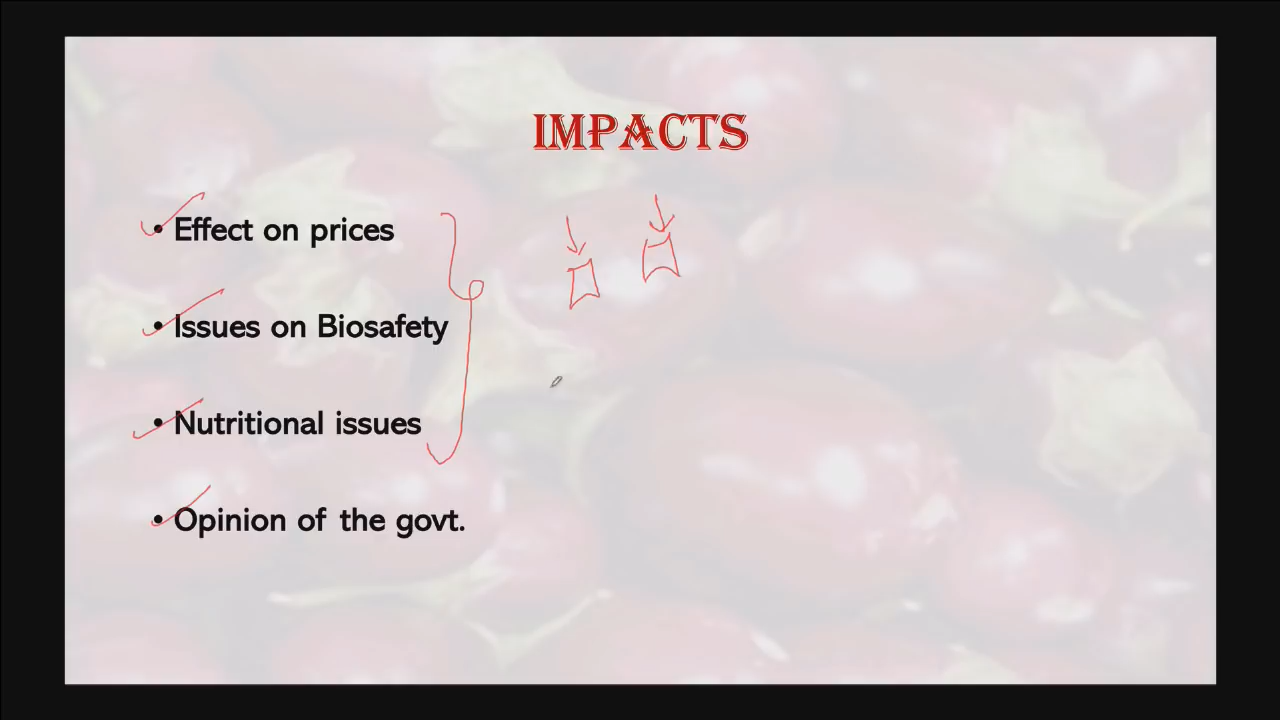 IMPACTS
• Effect on prices
• Issues on Biosafety
• Nutritional issues
• Opinion of the govt.